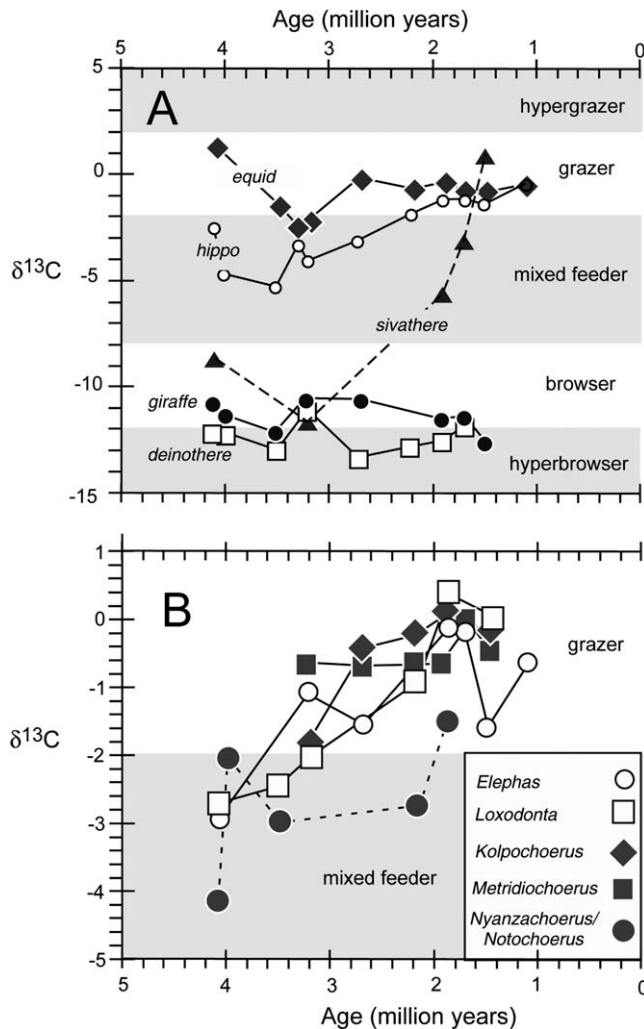 Age (million years)
5 4 3 2 1 0
5
A
hypergrazer
equid
grazer
0
hippo
-5
δ13C
mixed feeder
sivathere
-10
browser
giraffe
deinothere
hyperbrowser
-15
1
B
0
grazer
-1
δ13C
-2
Elephas
Loxodonta
-3
Kolpochoerus
mixed feeder
Metridiochoerus
-4
Nyanzachoerus/
Notochoerus
-5
5 4 3 2 1 0
Age (million years)